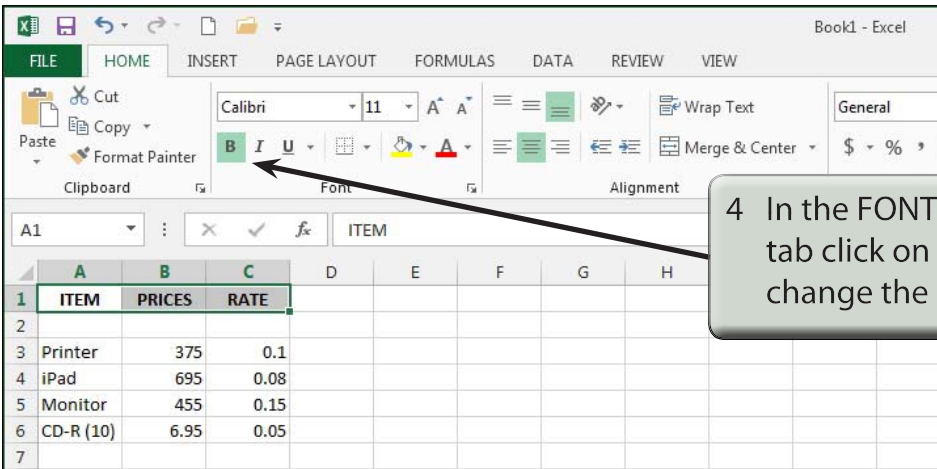 Book1 - Excel
FILE HOME INSERT PAGE LAYOUT FORMULAS DATA REVIEW VIEW
Cut
Copy
Paste
Format Painter
Calibri 11 A A
B I U A
Wrap Text
Merge & Center
General
$ % ,
Clipboard Font Alignment
4 In the FONT
tab click on
change the
A1 fx ITEM
A B C D E F G H
1 ITEM PRICES RATE
2
3 Printer 375 0.1
4 iPad 695 0.08
5 Monitor 455 0.15
6 CD-R (10) 6.95 0.05
7